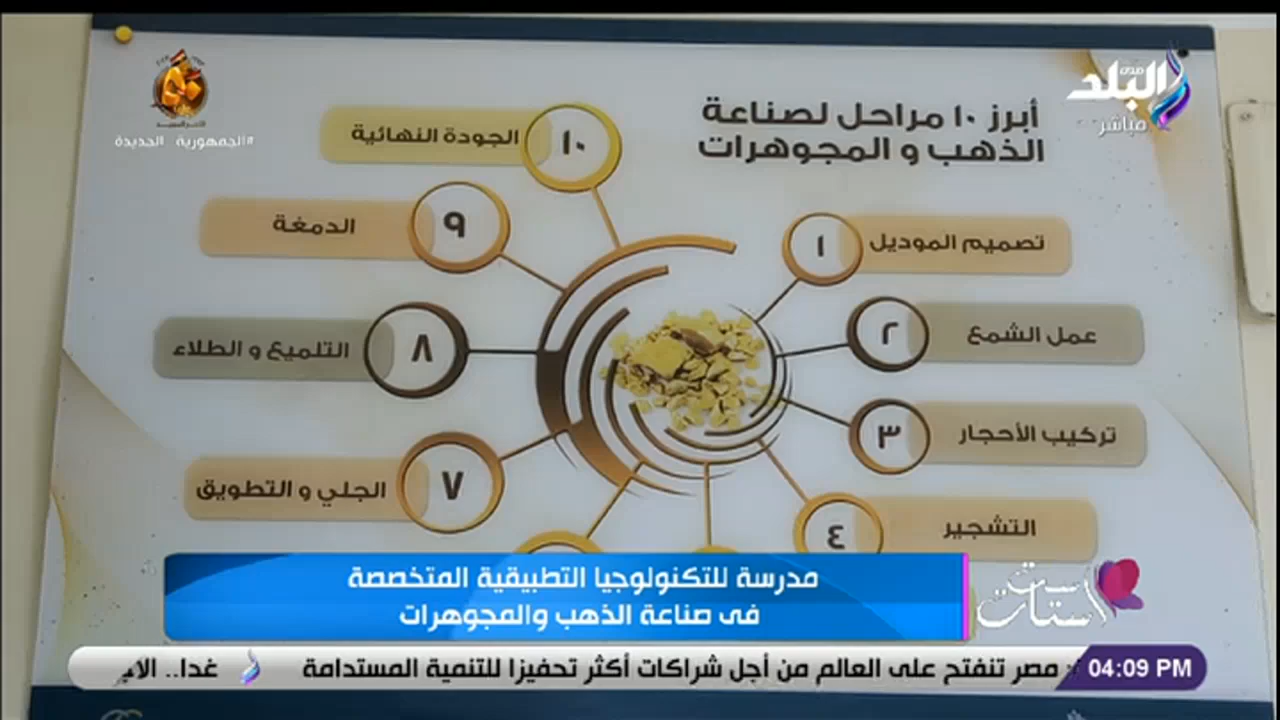 أبرز ١٠ مراحل لصناعة
الذهب و المجوهرات
صدى
البلد
مباشر
#الجمهورية الجديدة
١
تصميم الموديل
٢
عمل الشمع
٣
تركيب الأحجار
٤
التشجير
٧
الجلي و التطويق
٨
التلميع و الطلاء
٩
الدمغة
١٠
الجودة النهائية
مدرسة للتكنولوجيا التطبيقية المتخصصة
فى صناعة الذهب والمجوهرات
ست
ستات
04:09 PM
مصر تنفتح على العالم من أجل شراكات أكثر تحفيزا للتنمية المستدامة
غدا..